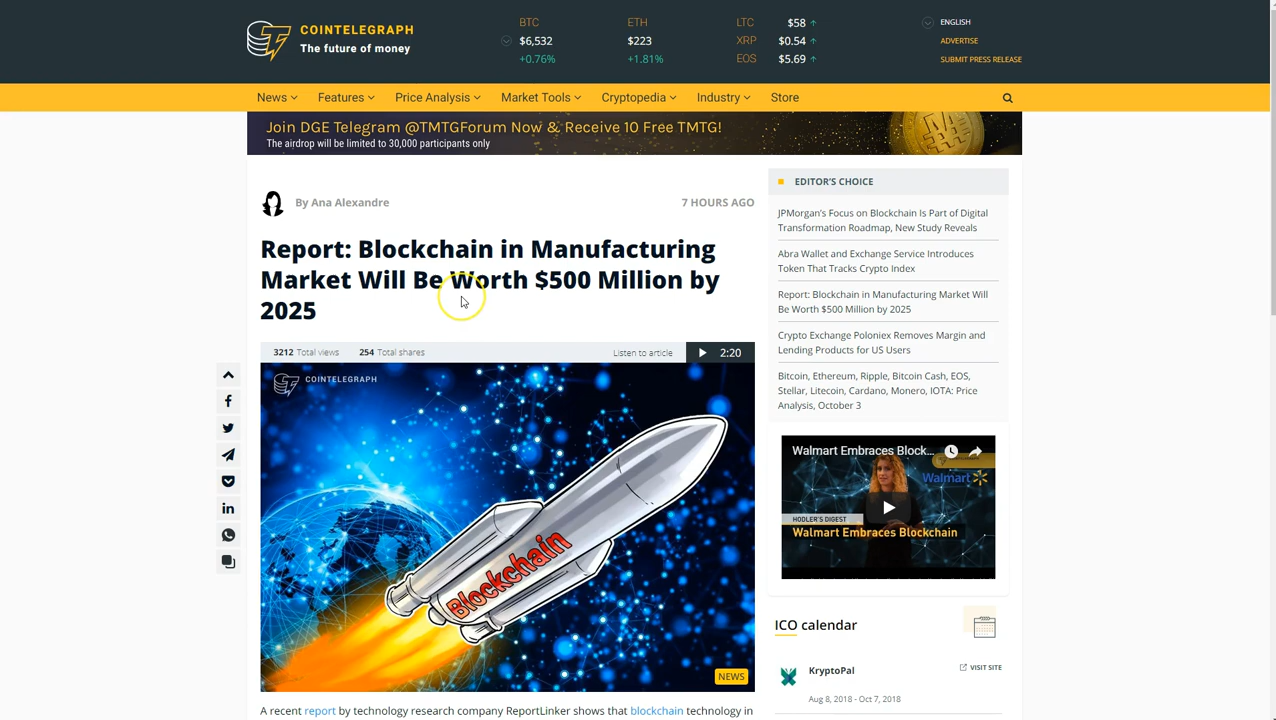 COINTELEGRAPH
The future of money
BTC
$6,532
+0.76%
ETH
$223
+1.81%
LTC $58
XRP $0.54
EOS $5.69
ENGLISH
ADVERTISE
SUBMIT PRESS RELEASE
News
Features
Price Analysis
Market Tools
Cryptopedia
Industry
Store
Join DGE Telegram @TMTGForum Now & Receive 10 Free TMTG!
The airdrop will be limited to 30,000 participants only
By Ana Alexandre
7 HOURS AGO
Report: Blockchain in Manufacturing
Market Will Be Worth $500 Million by
2025
3212 Total views
254 Total shares
Listen to article
2:20
COINTELEGRAPH
Blockchain
NEWS
A recent report by technology research company ReportLinker shows that blockchain technology in
EDITOR'S CHOICE
JPMorgan's Focus on Blockchain Is Part of Digital
Transformation Roadmap, New Study Reveals
Abra Wallet and Exchange Service Introduces
Token That Tracks Crypto Index
Report: Blockchain in Manufacturing Market Will
Be Worth $500 Million by 2025
Crypto Exchange Poloniex Removes Margin and
Lending Products for US Users
Bitcoin, Ethereum, Ripple, Bitcoin Cash, EOS,
Stellar, Litecoin, Cardano, Monero, IOTA: Price
Analysis, October 3
Walmart Embraces Block...
Walmart
HODLER'S DIGEST
Walmart Embraces Blockchain
ICO calendar
KryptoPal
VISIT SITE
Aug 8, 2018 - Oct 7, 2018